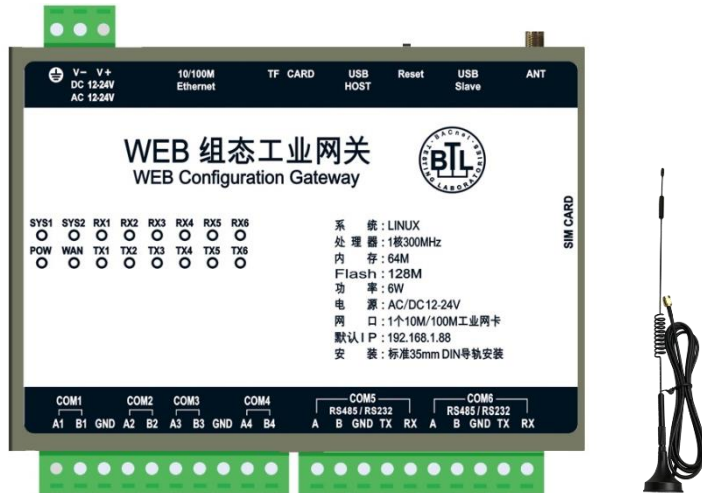 V− V+
DC 12-24V
AC 12-24V
10/100M
Ethernet
TF CARD
USB
HOST
Reset
USB
Slave
ANT
WEB 组态工业网关
WEB Configuration Gateway
BACnet
BTL
TESTING LABORATORIES
SIM CARD
SYS1 SYS2 RX1 RX2 RX3 RX4 RX5 RX6
POW WAN TX1 TX2 TX3 TX4 TX5 TX6
系 统 : LINUX
处 理 器 : 1核300MHz
内 存 : 64M
Flash : 128M
功 率 : 6W
电 源 : AC/DC12-24V
网 口 : 1个10M/100M工业网卡
默认I P : 192.168.1.88
安 装 : 标准35mm DIN导轨安装
COM1 COM2 COM3 COM4 COM5 COM6
RS485 / RS232 RS485 / RS232
A1 B1 GND A2 B2 A3 B3 GND A4 B4 A B GND TX RX A B GND TX RX